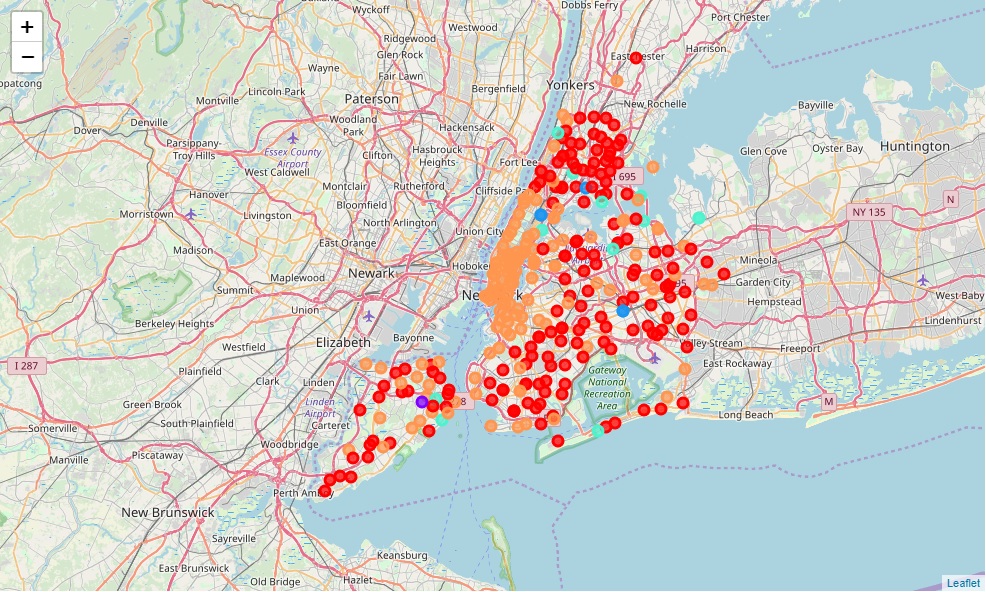 Dobbs Ferry
Wyckoff
Port Chester
+
Westwood
Ridgewood
Harrison
Glen Rock
−
Wayne
Fair Lawn
opatcong
Yonkers
Lincoln Park
Bergenfield
Paterson
Montville
New Rochelle
Bayville
Woodland
Park
Denville
Dover
Hackensack
Parsippany-
Troy Hills
Essex County
Airport
Clifton
Hasbrouck
Heights
Fort Lee
Glen Cove
Oyster Bay
Huntington
West Caldwell
695
Hanover
Montclair
Rutherford
Cliffside Pa
N
Morristown
Livingston
Bloomfield
North Arlington
Union City
NY 135
East Orange
Madison
Mineola
Maplewood
Newark
Hoboke
Garden City
Summit
Ne
k
West Baby
Hempstead
Union
Berkeley Heights
Lindenhurst
Bayonne
Elizabeth
Valley Stream
Freeport
Westfield
East Rockaway
I 287
Plainfield
Clark
Linden
Gateway
National
Recreation
Area
Green Brook
Linden
Airport
8
M
Long Beach
South Plainfield
Carteret
Somerville
Woodbridge
Piscataway
Manville
Perth Amboy
New Brunswick
Sayreville
Keansburg
East Brunswick
Old Bridge
Hazlet
Leaflet